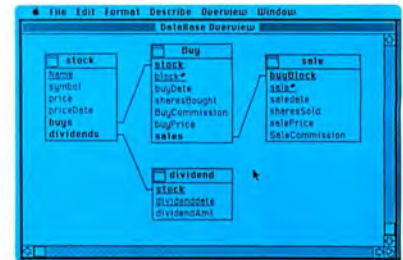 File Edit Format Describe Overview Window
DataBase Overview
stock
Name
symbol
price
priceDate
buys
dividends
Buy
stock
block#
buyDate
sharesBought
BuyCommission
buyPrice
sales
sale
buyBlock
sale#
saledate
sharesSold
salePrice
SaleCommission
dividend
stock
dividenddate
dividendAmt